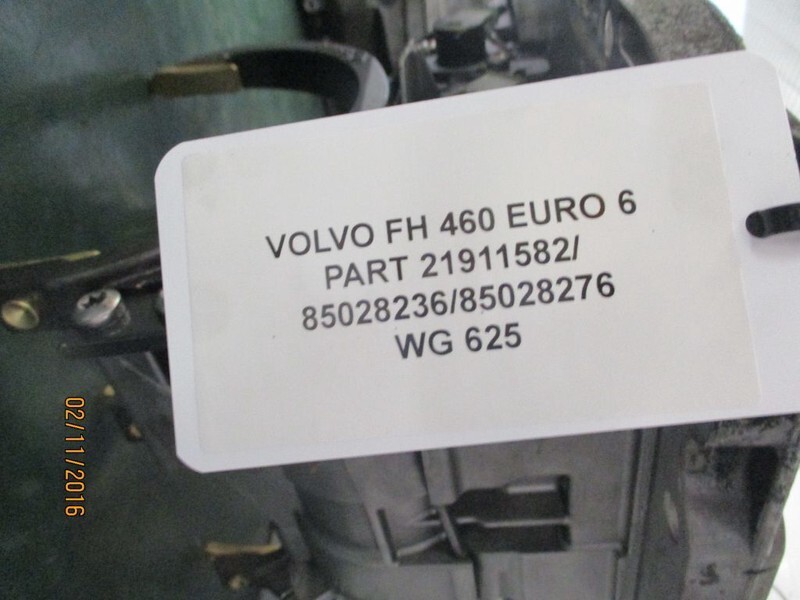 VOLVO FH 460 EURO 6
PART 21911582/
85028236/85028276
WG 625
02/11/2016